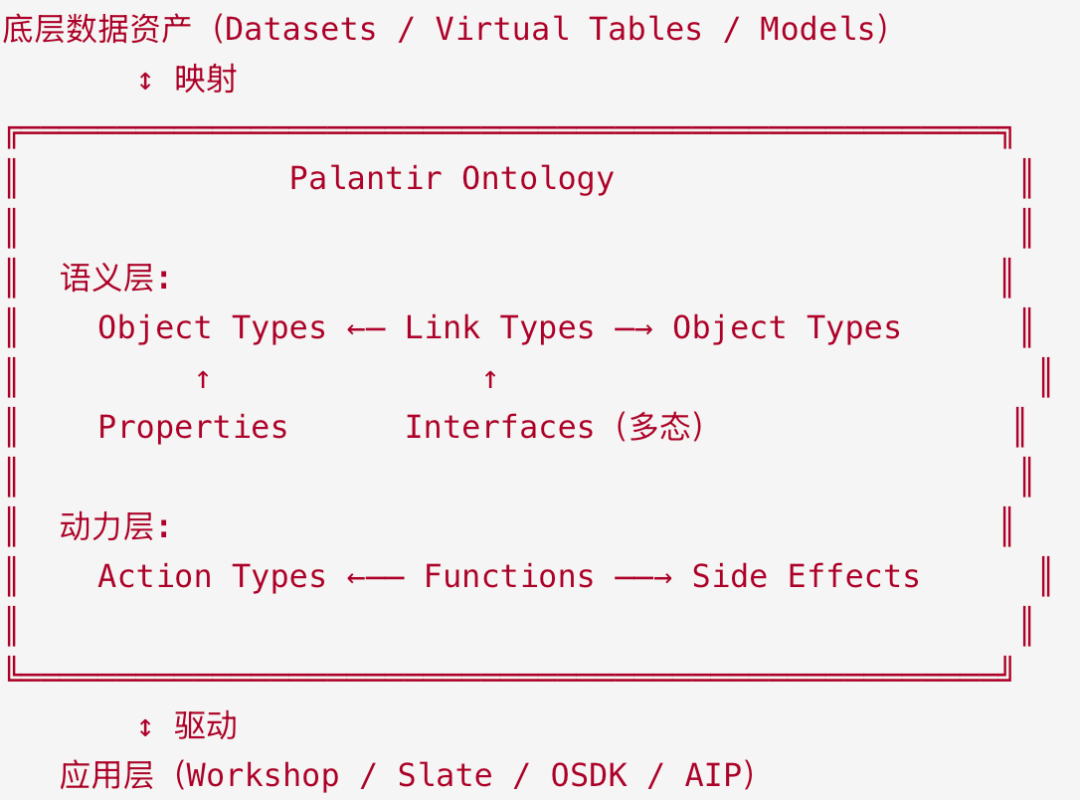 底层数据资产（Datasets / Virtual Tables / Models）
↕ 映射
Palantir Ontology
语义层:
Object Types ←— Link Types —→ Object Types
↑ ↑
Properties Interfaces（多态）
动力层:
Action Types ←—— Functions ——→ Side Effects
↕ 驱动
应用层（Workshop / Slate / OSDK / AIP）